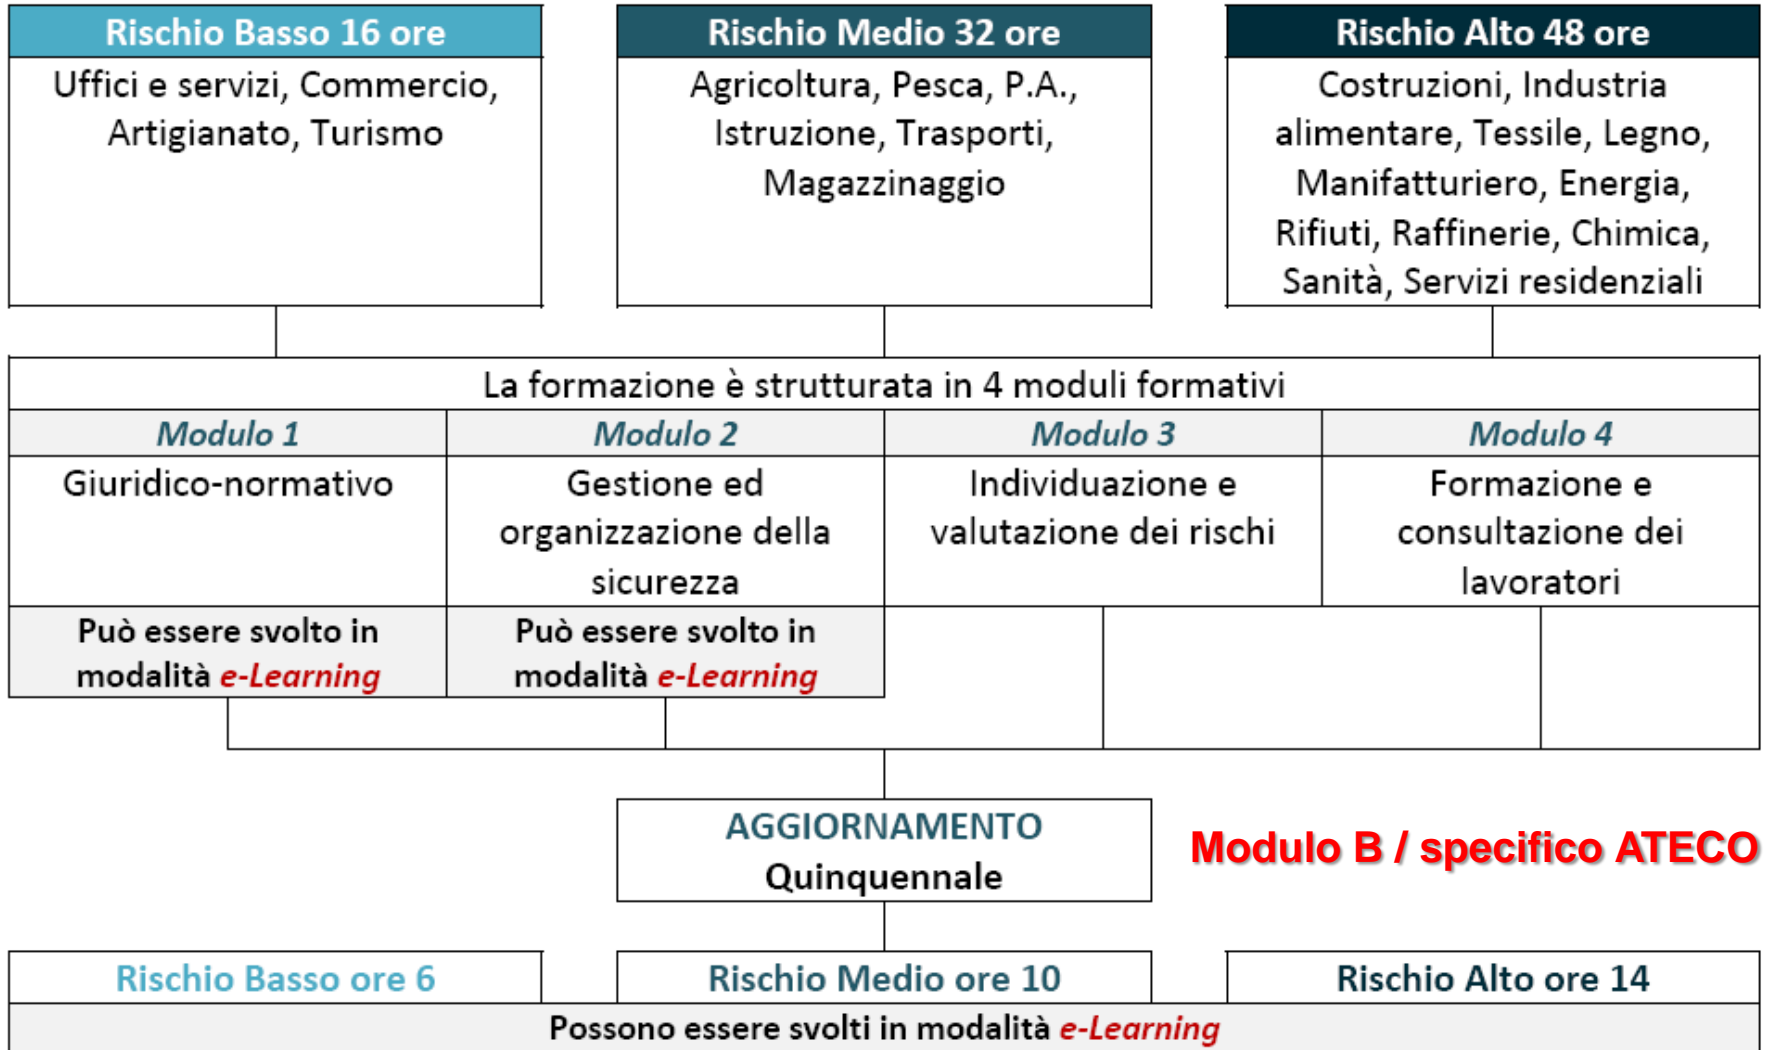 Rischio Basso 16 ore
Uffici e servizi, Commercio,
Artigianato, Turismo
Rischio Medio 32 ore
Agricoltura, Pesca, P.A.,
Istruzione, Trasporti,
Magazzinaggio
Rischio Alto 48 ore
Costruzioni, Industria
alimentare, Tessile, Legno,
Manifatturiero, Energia,
Rifiuti, Raffinerie, Chimica,
Sanità, Servizi residenziali
La formazione è strutturata in 4 moduli formativi
Modulo 1
Giuridico-normativo
Può essere svolto in
modalità e-Learning
Modulo 2
Gestione ed
organizzazione della
sicurezza
Può essere svolto in
modalità e-Learning
Modulo 3
Individuazione e
valutazione dei rischi
Modulo 4
Formazione e
consultazione dei
lavoratori
AGGIORNAMENTO
Quinquennale
Modulo B / specifico ATECO
Rischio Basso ore 6
Rischio Medio ore 10
Rischio Alto ore 14
Possono essere svolti in modalità e-Learning